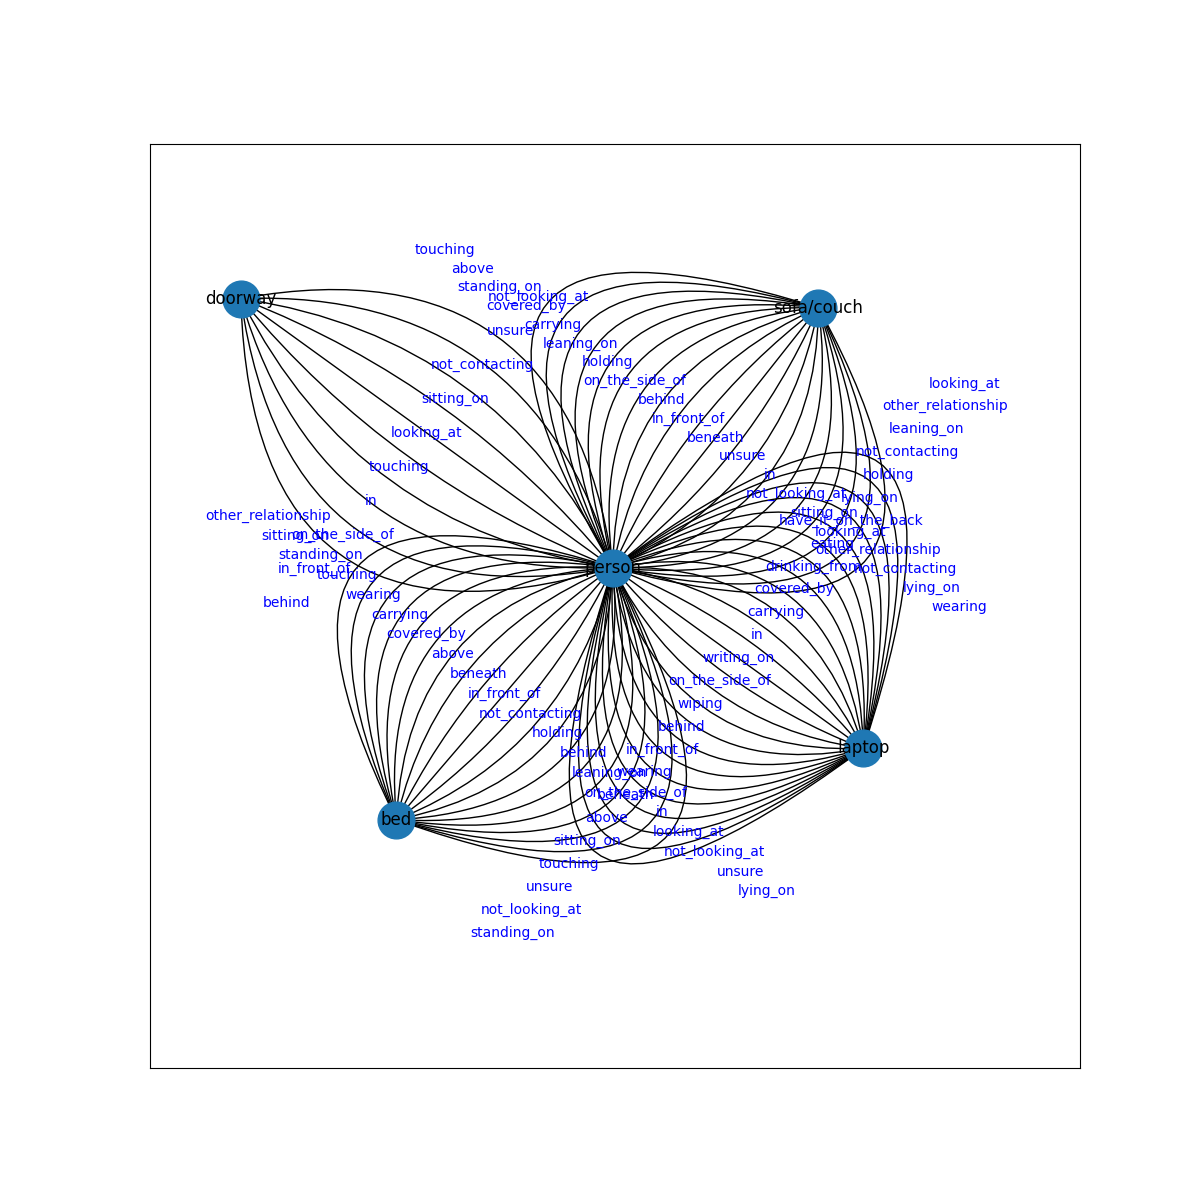 touching
above
standing_on
not_looking_at
doorway
covered_by
sofa/couch
carrying
unsure
leaning_on
holding
not_contacting
on_the_side_of
looking_at
sitting_on
behind
other_relationship
in_front_of
leaning_on
looking_at
beneath
not_contacting
unsure
touching
in
holding
not_looking_at
lying_on
in
sitting_on
other_relationship
have_it_on_the_back
looking_at
sitting_on
on_the_side_of
eating
other_relationship
standing_on
person
drinking_from
not_contacting
in_front_of
touching
lying_on
covered_by
wearing
behind
wearing
carrying
carrying
covered_by
in
above
writing_on
beneath
on_the_side_of
in_front_of
wiping
not_contacting
behind
holding
in_front_of
laptop
behind
leaning_on
wearing
on_the_side_of
beneath
in
above
bed
looking_at
sitting_on
not_looking_at
touching
unsure
unsure
lying_on
not_looking_at
standing_on